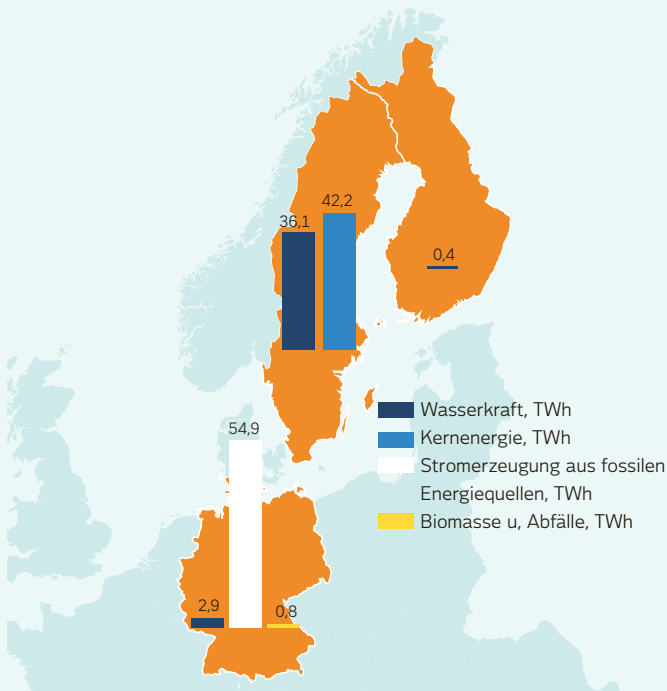 42,2
36,1
0,4
Wasserkraft, TWh
Kernenergie, TWh
Stromerzeugung aus fossilen
Energiequellen, TWh
Biomasse u, Abfälle, TWh
54,9
2,9
0,8